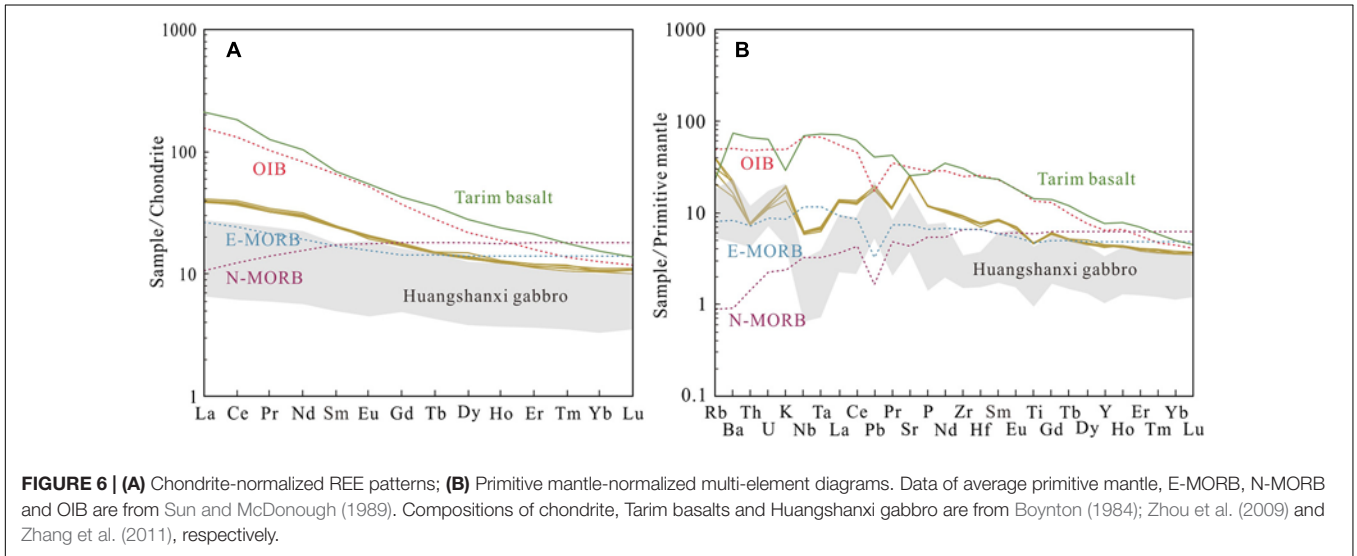 A
1000
100
10
1
Sample/Chondrite
OIB
Tarim basalt
E-MORB
N-MORB
Huangshanxi gabbro
La Ce Pr Nd Sm Eu Gd Tb Dy Ho Er Tm Yb Lu
B
1000
100
10
1
0.1
Sample/Primitive mantle
OIB
Tarim basalt
E-MORB
Huangshanxi gabbro
N-MORB
Rb Th K Ta Ce Pr P Zr Sm Ti Tb Y Er Yb
Ba U Nb La Pb Sr Nd Hf Eu Gd Dy Ho Tm Lu
FIGURE 6 | (A) Chondrite-normalized REE patterns; (B) Primitive mantle-normalized multi-element diagrams. Data of average primitive mantle, E-MORB, N-MORB
and OIB are from Sun and McDonough (1989). Compositions of chondrite, Tarim basalts and Huangshanxi gabbro are from Boynton (1984); Zhou et al. (2009) and
Zhang et al. (2011), respectively.